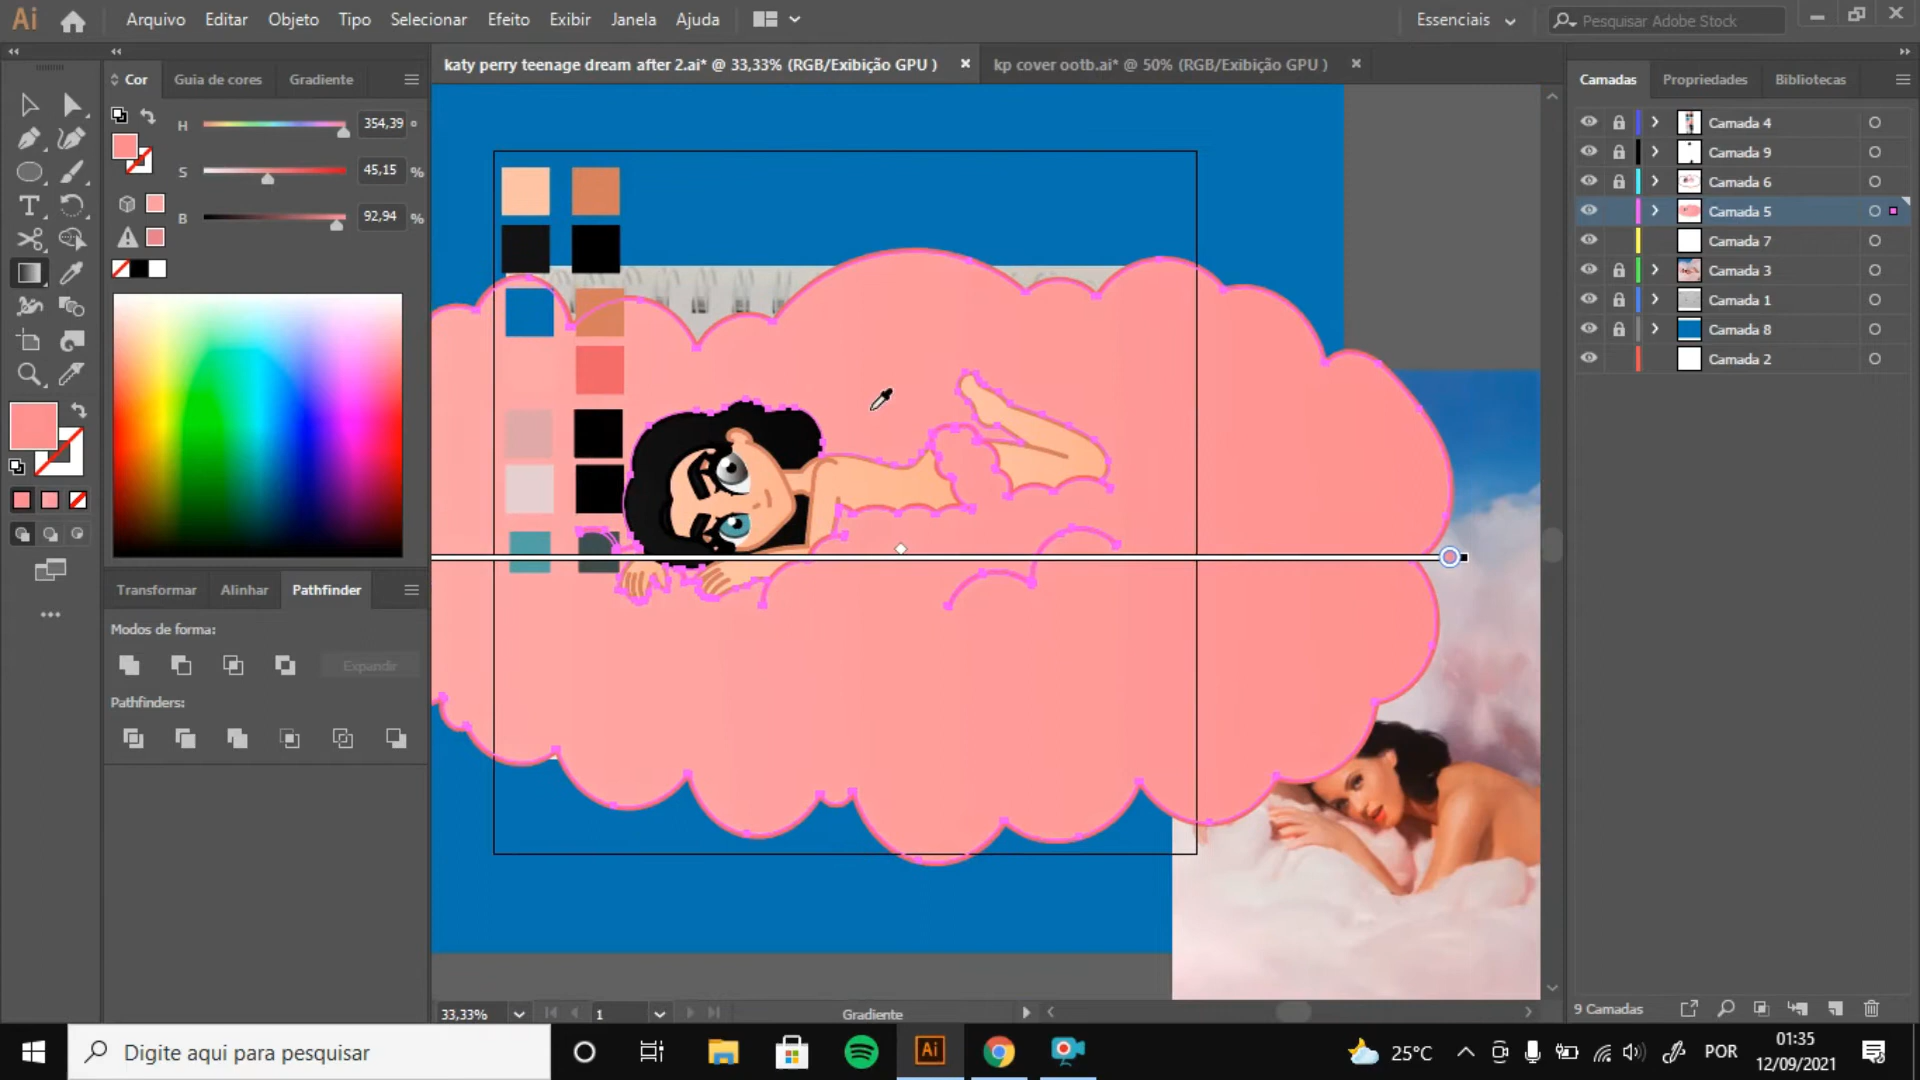 Ai Arquivo Editar Objeto Tipo Selecionar Efeito Exibir Janela Ajuda Essenciais Pesquisar Adobe Stock
Cor Guia de cores Gradiente
katy perry teenage dream after 2.ai* @ 33,33% (RGB/Exibição GPU ) kp cover ootb.ai* @ 50% (RGB/Exibição GPU )
Camadas Propriedades Bibliotecas
H 354,39 °
S 45,15 %
B 92,94 %
Camada 4
Camada 9
Camada 6
Camada 5
Camada 7
Camada 3
Camada 1
Camada 8
Camada 2
Transformar Alinhar Pathfinder
Modos de forma:
Expandir
Pathfinders:
33,33% 1 Gradiente
9 Camadas
Digite aqui para pesquisar
Ai
25°C
POR
01:35
12/09/2021